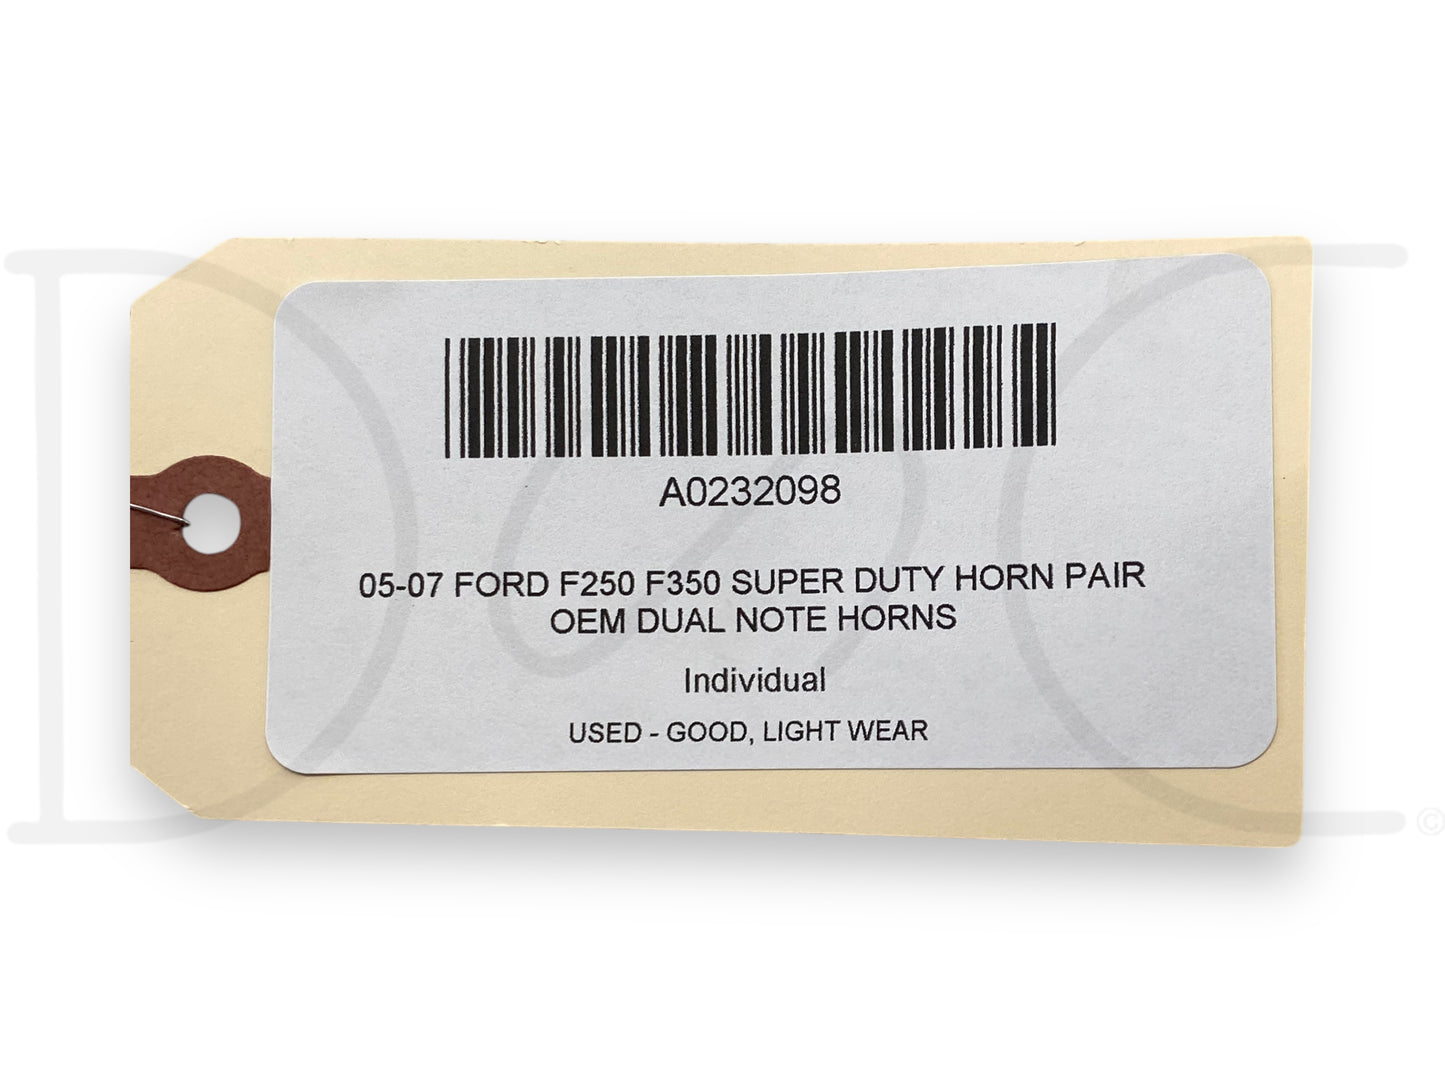 A0232098
05-07 FORD F250 F350 SUPER DUTY HORN PAIR
OEM DUAL NOTE HORNS
Individual
USED - GOOD, LIGHT WEAR
©